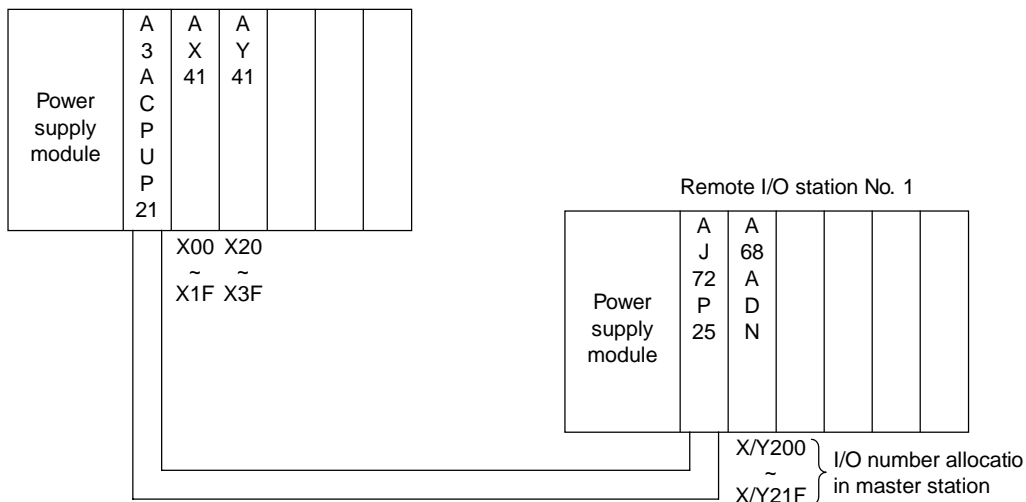 A
3
A
C
P
U
P
21
A
X
41
A
Y
41
Power
supply
module
X00 X20
~ ~
X1F X3F
Remote I/O station No. 1
A
J
72
P
25
A
68
A
D
N
Power
supply
module
X/Y200
~
X/Y21F
I/O number allocatio
in master station